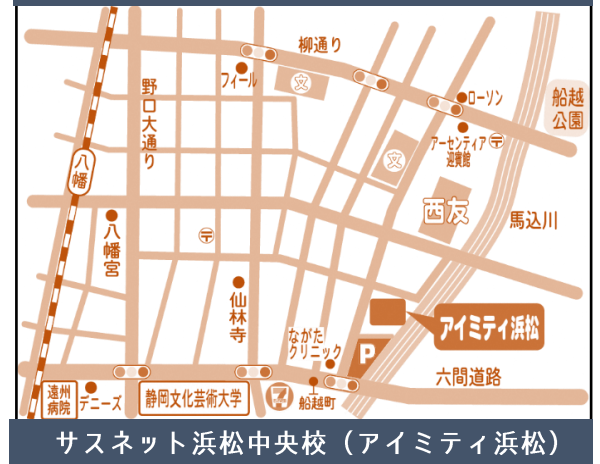 柳通り
フィール
文
ローソン
船越
公園
野口大通り
アーセンティア
迎賓館
〒
文
八幡
西友
八幡宮
〒
馬込川
仙林寺
アイミティ浜松
ながた
クリニック
P
六間道路
遠州
病院
デニーズ
静岡文化芸術大学
7
船越町
サスネット浜松中央校(アイミティ浜松)